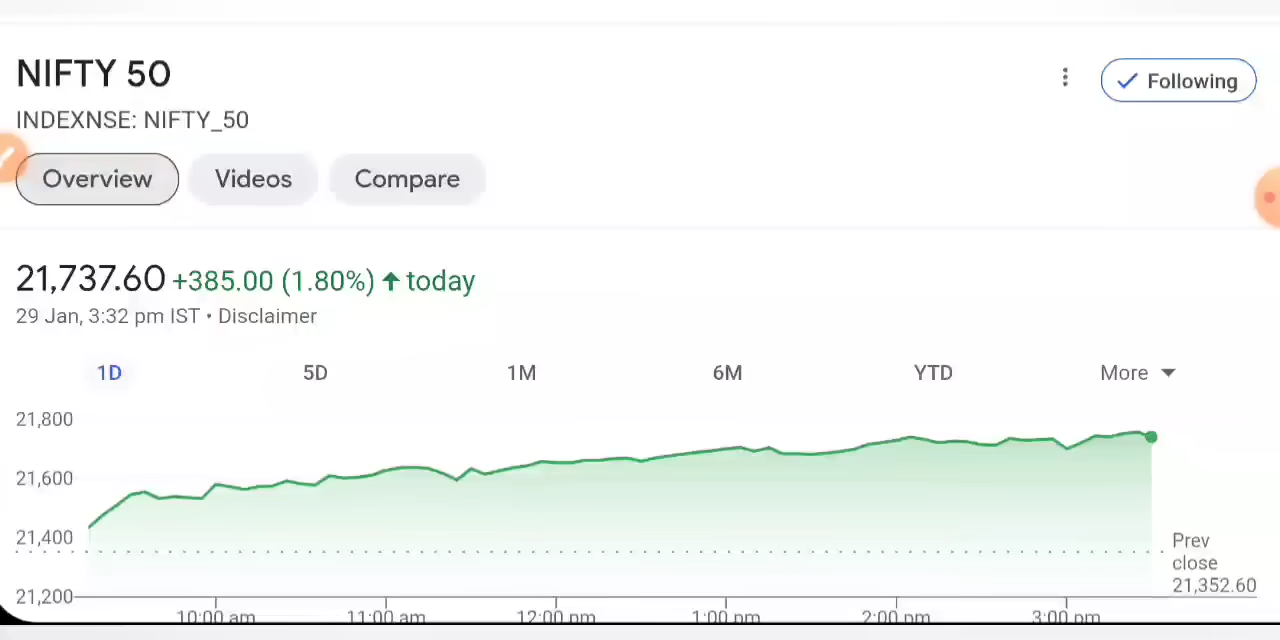 NIFTY 50
Following
INDEXNSE: NIFTY_50
Overview
Videos
Compare
21,737.60 +385.00 (1.80%) ↑ today
29 Jan, 3:32 pm IST • Disclaimer
1D
5D
1M
6M
YTD
More
21,800
21,600
21,400
21,200
Prev
close
21,352.60
10:00 am
11:00 am
12:00 pm
1:00 pm
2:00 pm
3:00 pm